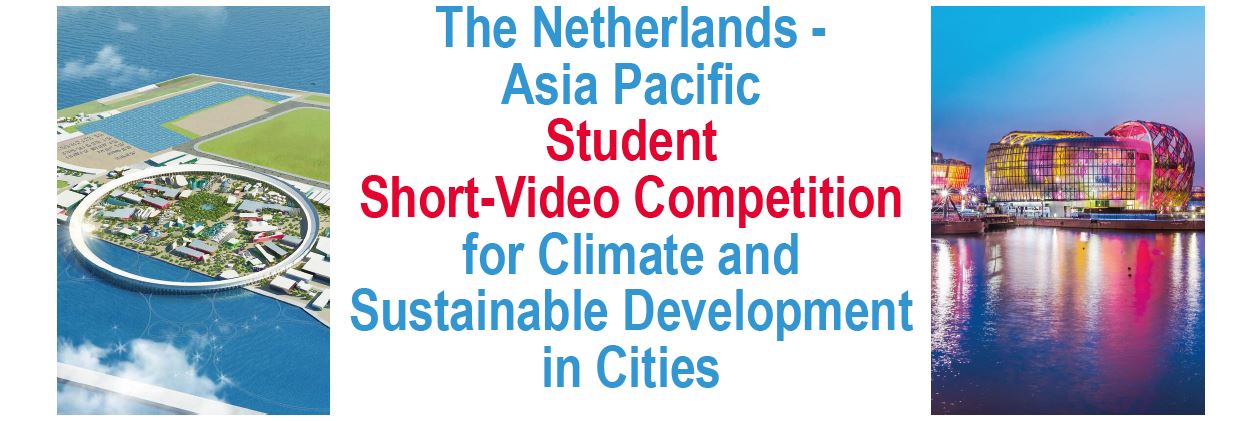 The Netherlands -
Asia Pacific
Student
Short-Video Competition
for Climate and
Sustainable Development
in Cities